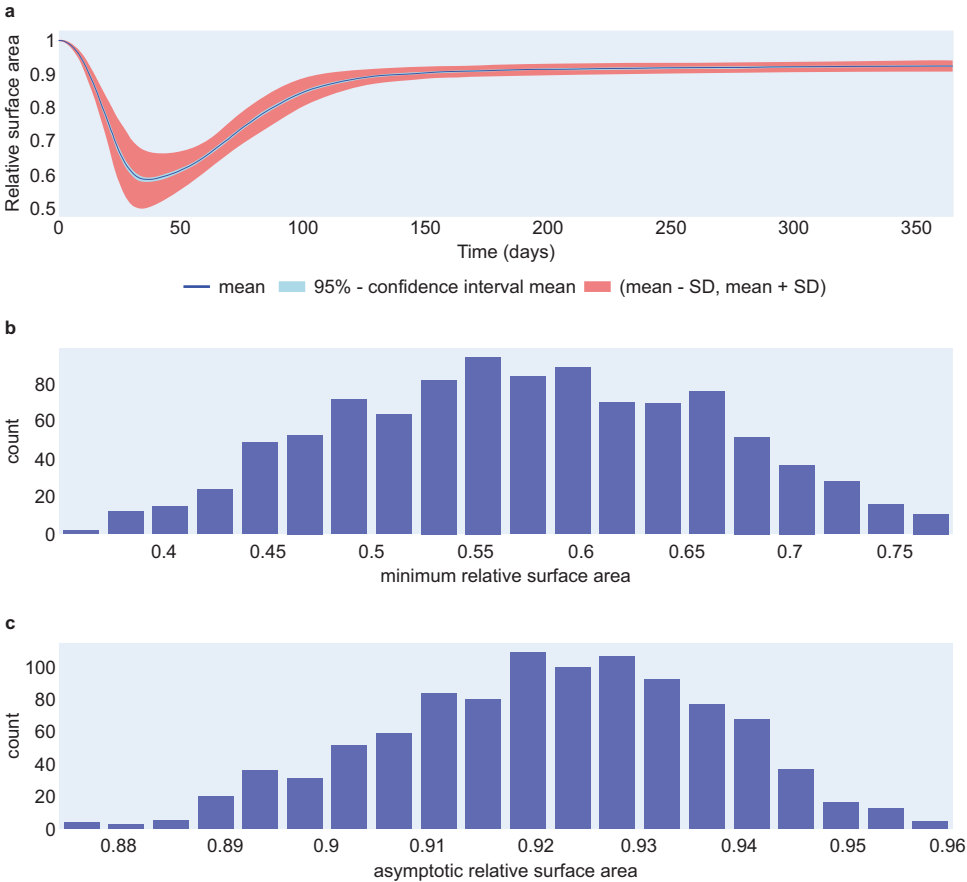 a
Relative surface area
1
0.9
0.8
0.7
0.6
0.5
0 50 100 150 200 250 300 350
Time (days)
mean 95% - confidence interval mean (mean - SD, mean + SD)
b
count
80
60
40
20
0
0.4 0.45 0.5 0.55 0.6 0.65 0.7 0.75
minimum relative surface area
c
count
100
80
60
40
20
0
0.88 0.89 0.9 0.91 0.92 0.93 0.94 0.95 0.96
asymptotic relative surface area